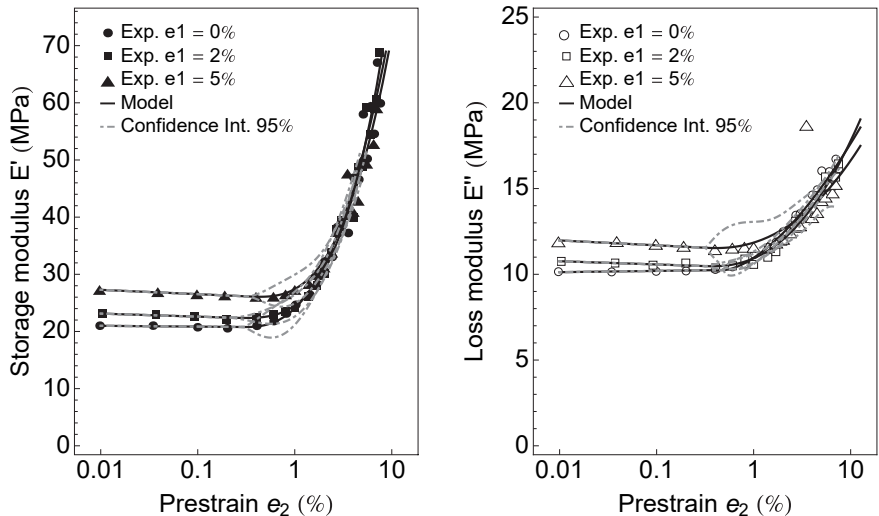 70
60
50
40
30
20
10
0
Storage modulus E' (MPa)
Exp. e1 = 0%
Exp. e1 = 2%
Exp. e1 = 5%
Model
Confidence Int. 95%
0.01 0.1 1 10
Prestrain e2 (%)
25
20
15
10
5
0
Loss modulus E'' (MPa)
Exp. e1 = 0%
Exp. e1 = 2%
Exp. e1 = 5%
Model
Confidence Int. 95%
0.01 0.1 1 10
Prestrain e2 (%)